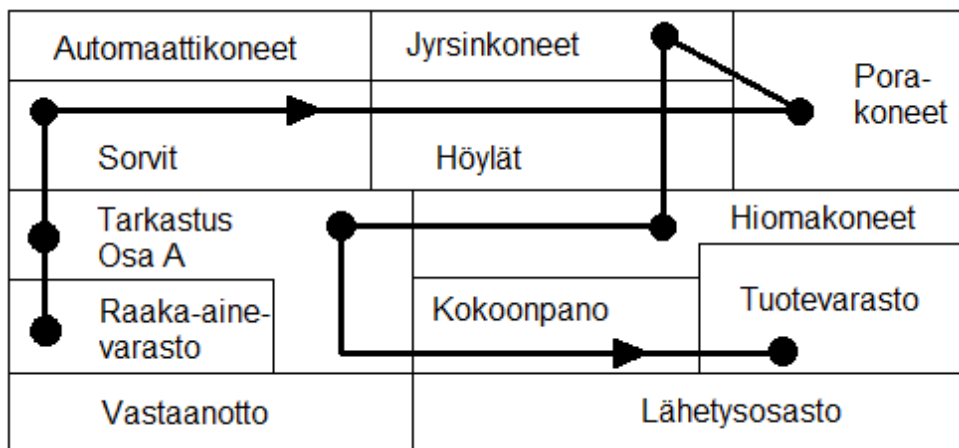 Automaattikoneet
Jyrsinkoneet
Pora-
koneet
Sorvit
Höylät
Tarkastus
Osa A
Hiomakoneet
Raaka-aine-
varasto
Kokoonpano
Tuotevarasto
Vastaanotto
Lähetysosasto